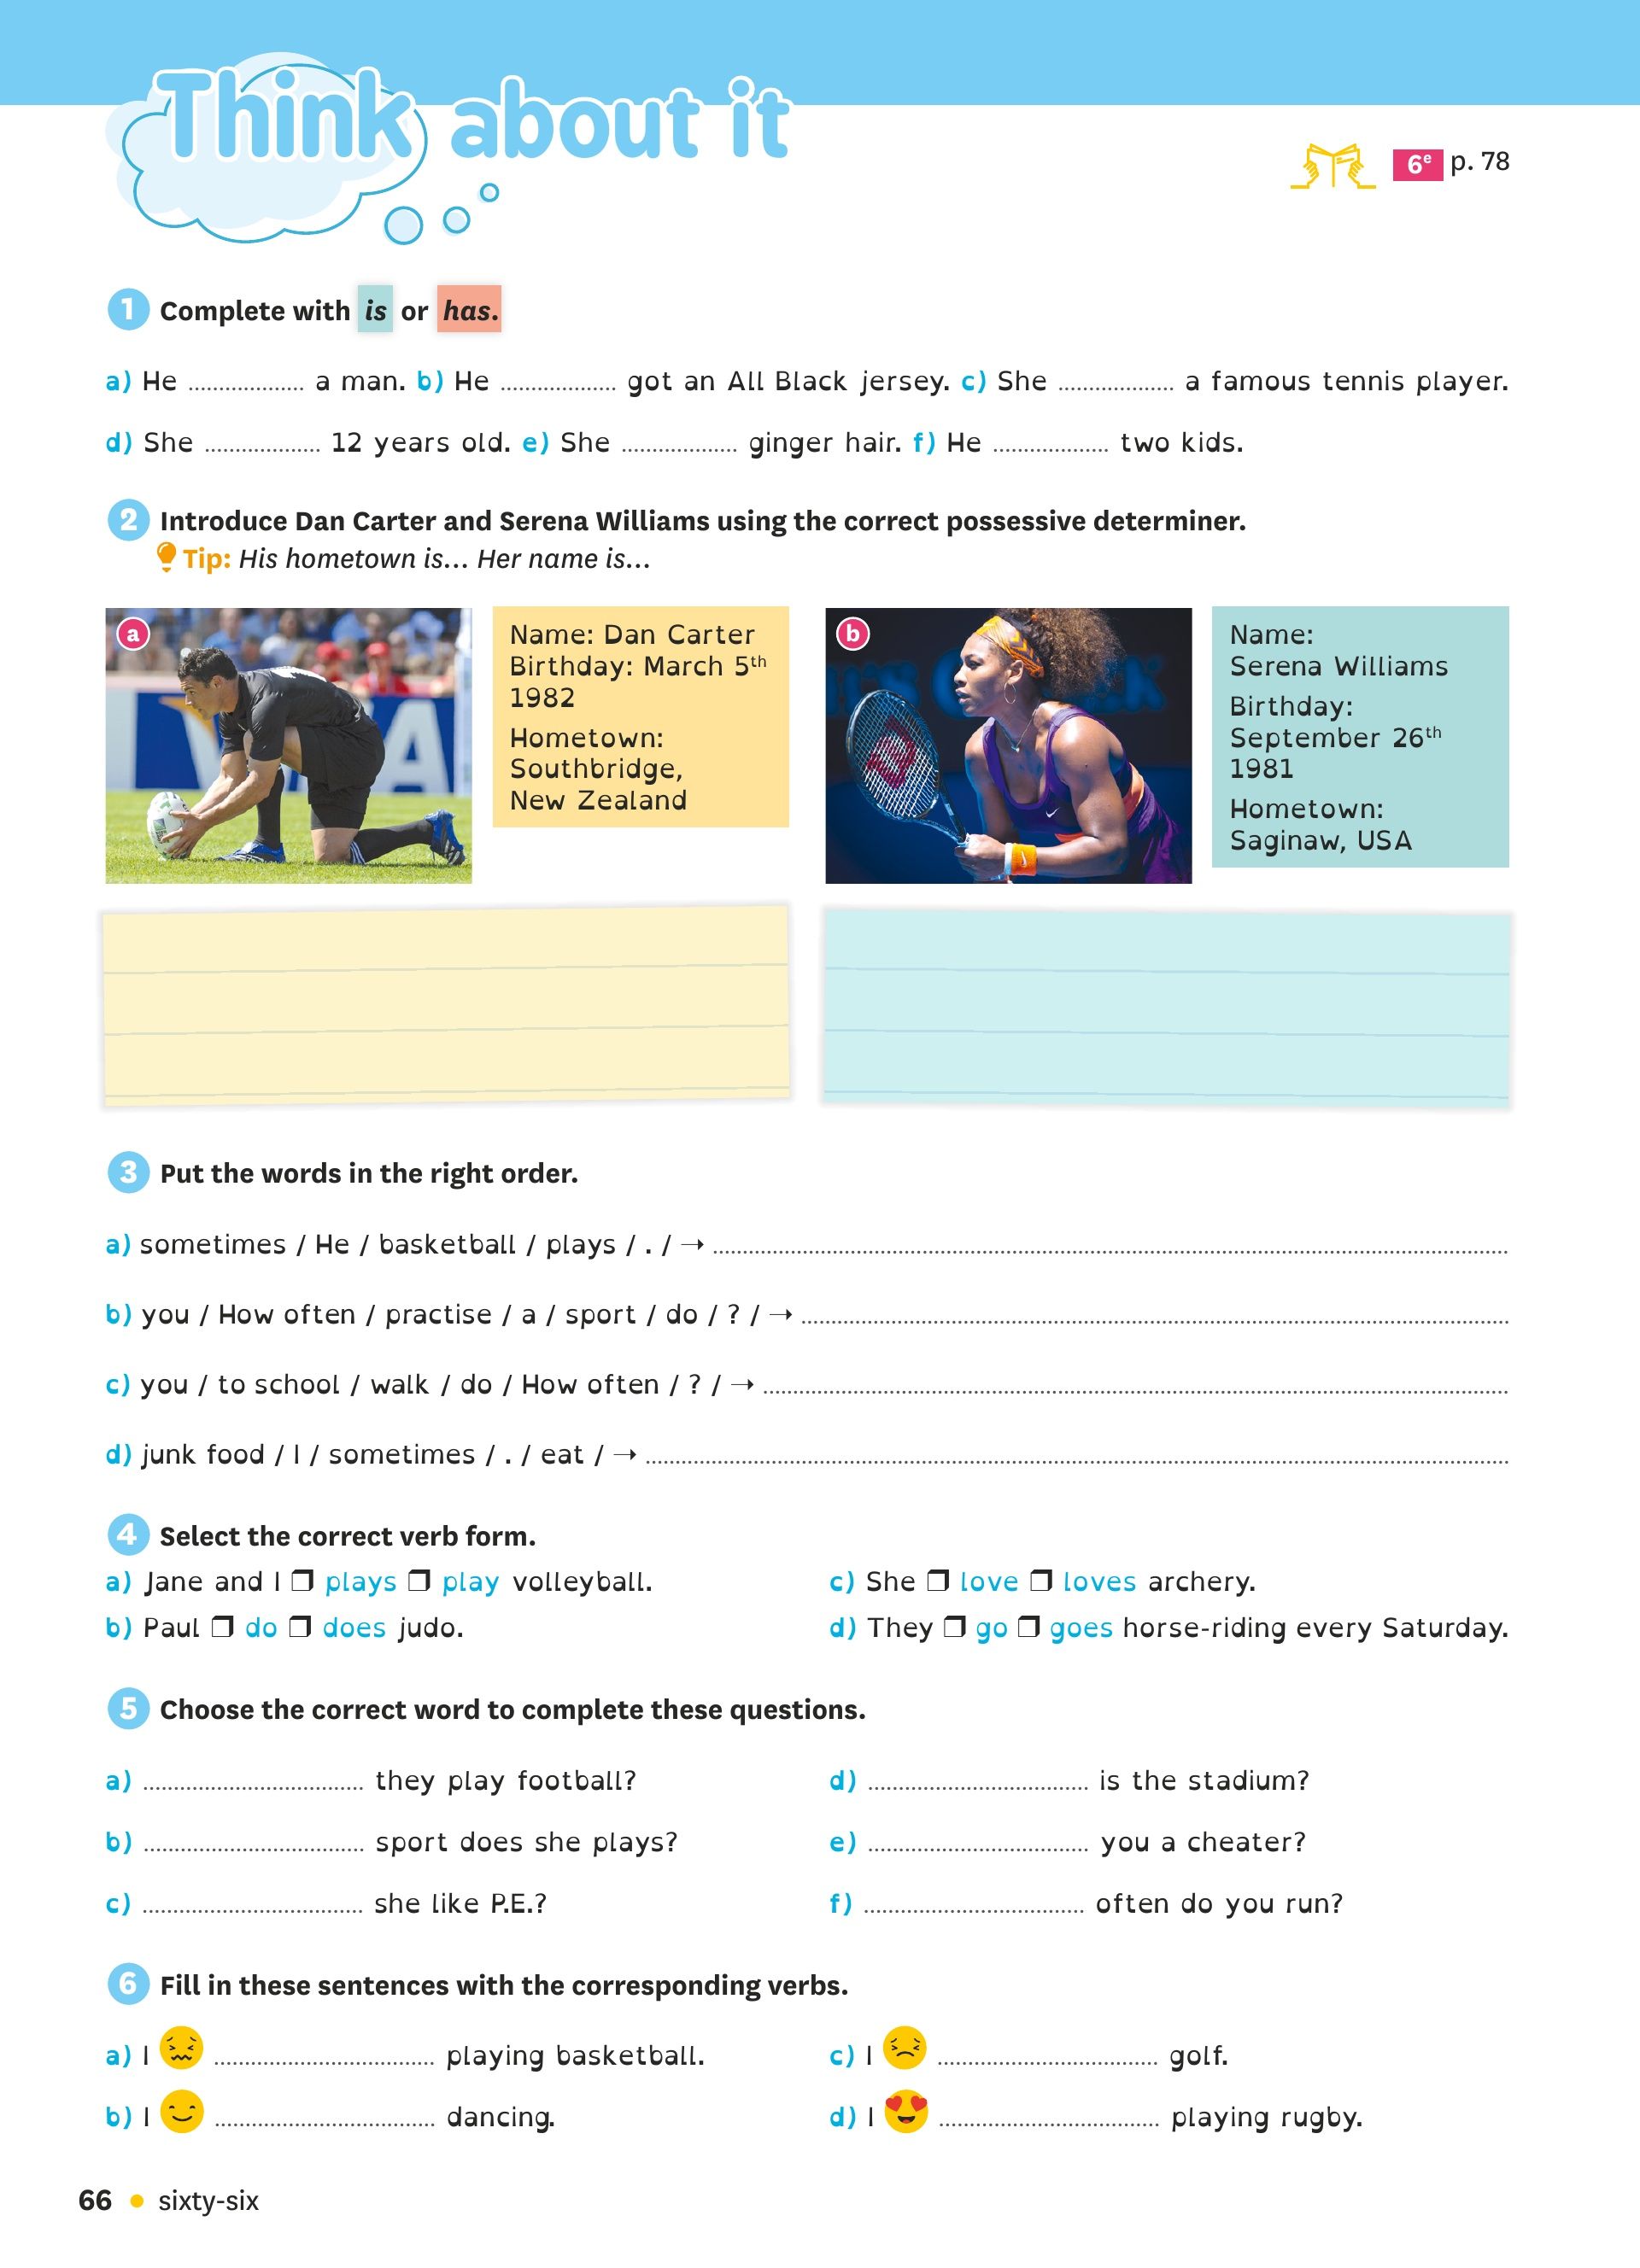 Think about it
6e p. 78
1 Complete with is or has.
a) He ................... a man. b) He ................... got an All Black jersey. c) She ................... a famous tennis player.
d) She ................... 12 years old. e) She ................... ginger hair. f) He ................... two kids.
2 Introduce Dan Carter and Serena Williams using the correct possessive determiner.
Tip: His hometown is... Her name is...
a
Name: Dan Carter
Birthday: March 5th
1982
Hometown:
Southbridge,
New Zealand
b
Name:
Serena Williams
Birthday:
September 26th
1981
Hometown:
Saginaw, USA
3 Put the words in the right order.
a) sometimes / He / basketball / plays / . / → ...................
b) you / How often / practise / a / sport / do / ? / → ...................
c) you / to school / walk / do / How often / ? / → ...................
d) junk food / I / sometimes / . / eat / → ...................
4 Select the correct verb form.
a) Jane and I ❒ plays ❒ play volleyball.
b) Paul ❒ do ❒ does judo.
c) She ❒ love ❒ loves archery.
d) They ❒ go ❒ goes horse-riding every Saturday.
5 Choose the correct word to complete these questions.
a) ................... they play football?
b) ................... sport does she plays?
c) ................... she like P.E.?
d) ................... is the stadium?
e) ................... you a cheater?
f) ................... often do you run?
6 Fill in these sentences with the corresponding verbs.
a) I ................... playing basketball.
b) I ................... dancing.
c) I ................... golf.
d) I ................... playing rugby.
66 • sixty-six